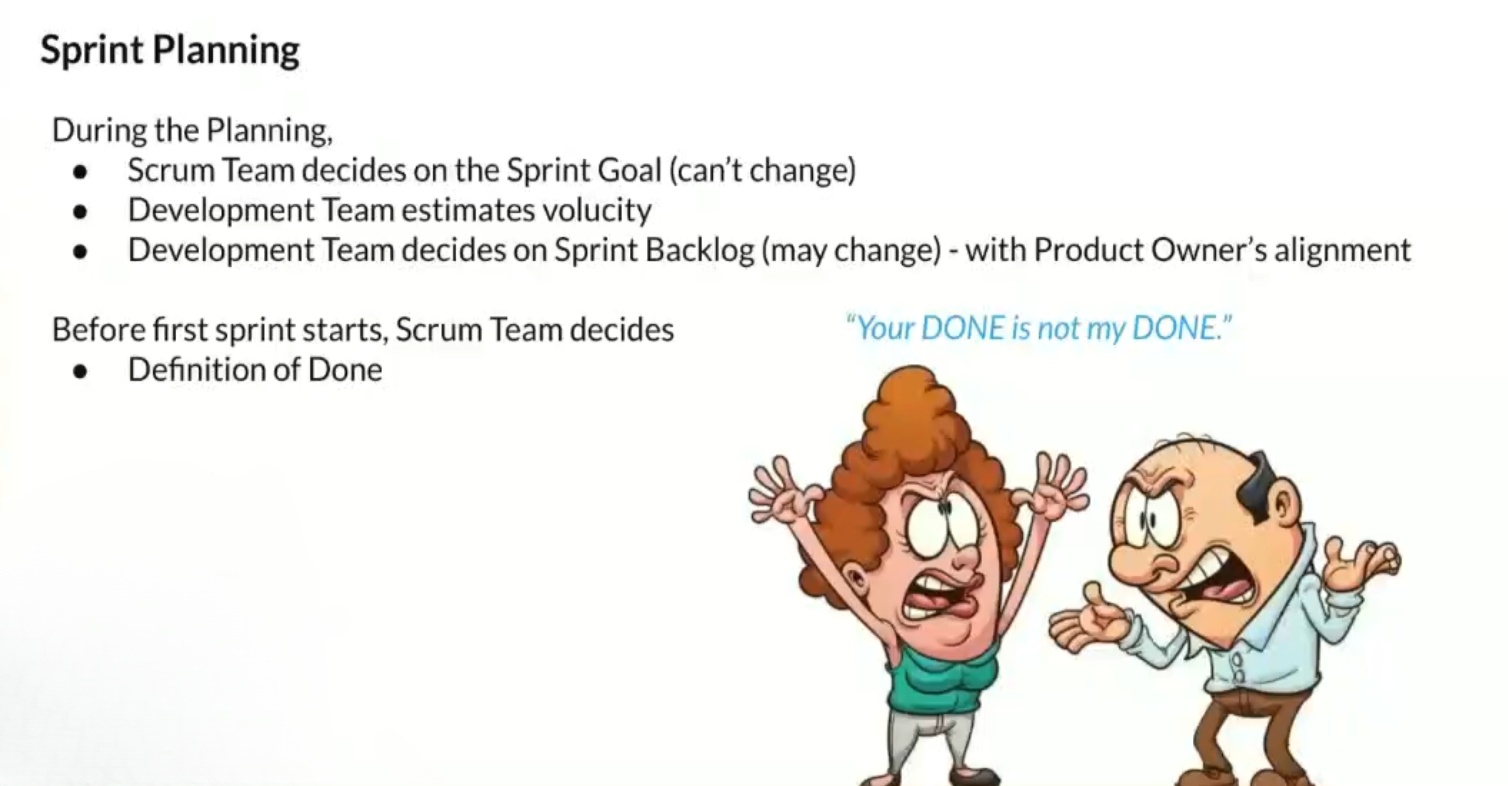 Sprint Planning
During the Planning,
● Scrum Team decides on the Sprint Goal (can't change)
● Development Team estimates volucity
● Development Team decides on Sprint Backlog (may change) - with Product Owner's alignment
Before first sprint starts, Scrum Team decides
● Definition of Done
“Your DONE is not my DONE.”